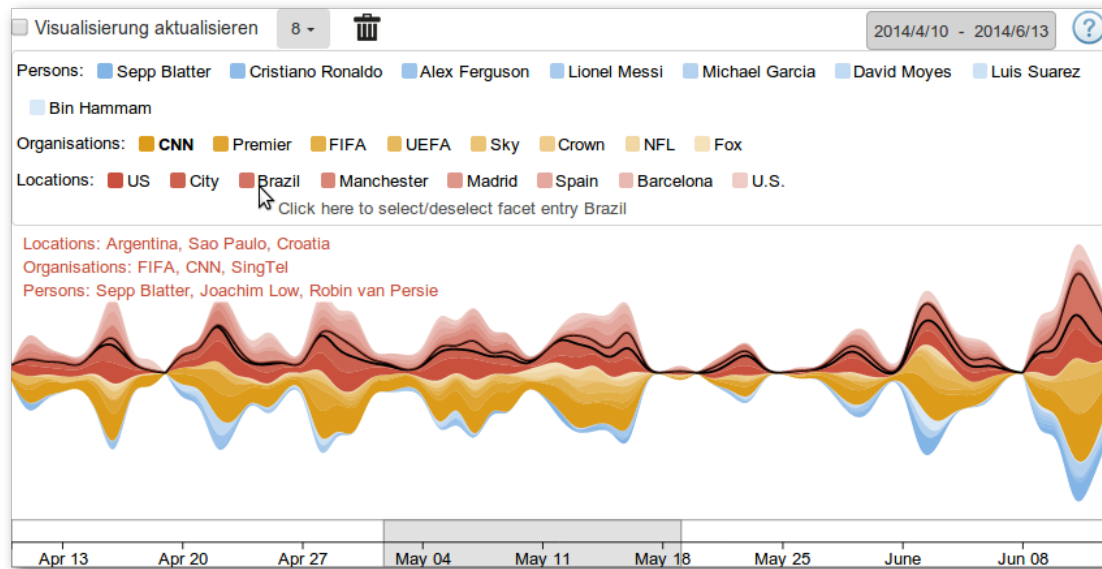 Visualisierung aktualisieren 8 2014/4/10 - 2014/6/13 ?
Persons: Sepp Blatter Cristiano Ronaldo Alex Ferguson Lionel Messi Michael Garcia David Moyes Luis Suarez
Bin Hammam
Organisations: CNN Premier FIFA UEFA Sky Crown NFL Fox
Locations: US City Brazil Manchester Madrid Spain Barcelona U.S.
Click here to select/deselect facet entry Brazil
Locations: Argentina, Sao Paulo, Croatia
Organisations: FIFA, CNN, SingTel
Persons: Sepp Blatter, Joachim Low, Robin van Persie
Apr 13 Apr 20 Apr 27 May 04 May 11 May 18 May 25 June Jun 08